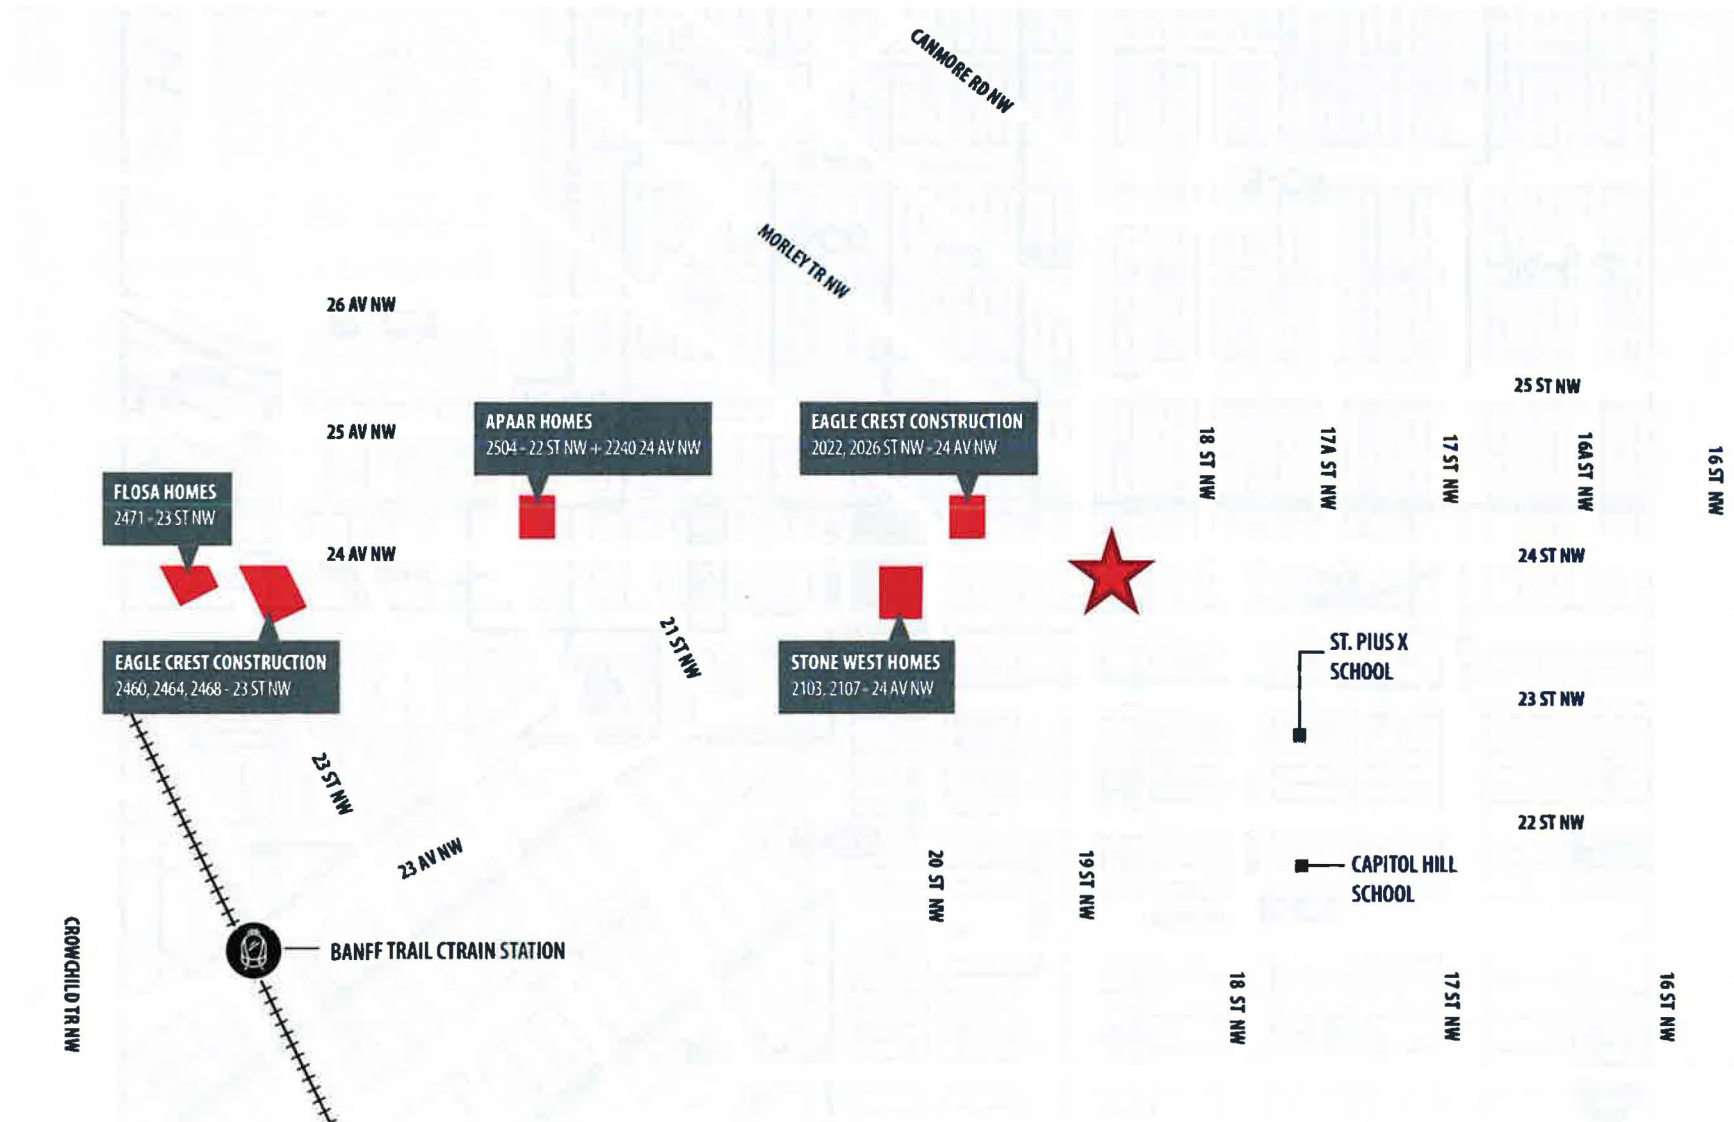 CANMORE RD NW
MORLEY TR NW
26 AV NW
25 ST NW
APAAR HOMES
2504 - 22 ST NW + 2240 24 AV NW
EAGLE CREST CONSTRUCTION
2022, 2026 ST NW - 24 AV NW
25 AV NW
18 ST NW
17A ST NW
17 ST NW
16A ST NW
16 ST NW
FLOSA HOMES
2471 - 23 ST NW
24 AV NW
24 ST NW
21 ST NW
ST. PIUS X
SCHOOL
EAGLE CREST CONSTRUCTION
2460, 2464, 2468 - 23 ST NW
STONE WEST HOMES
2103, 2107 - 24 AV NW
23 ST NW
23 ST NW
22 ST NW
23 AV NW
20 ST NW
19 ST NW
CAPITOL HILL
SCHOOL
BANFF TRAIL CTRAIN STATION
CROWCHILD TR NW
18 ST NW
17 ST NW
16 ST NW